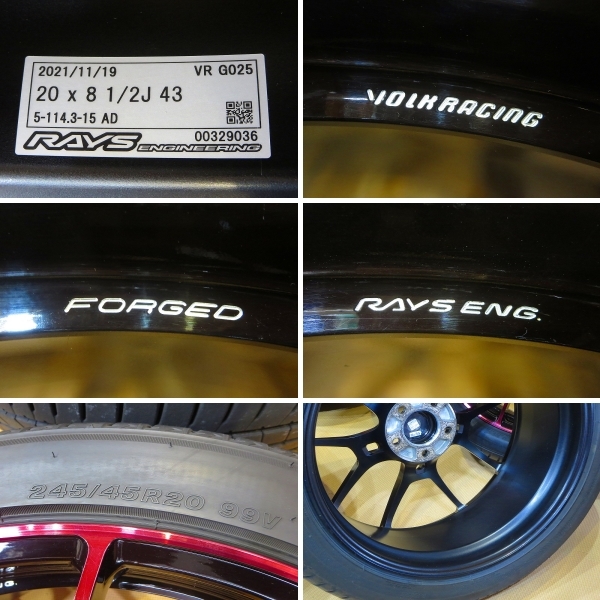 2021/11/19 VR G025
20 x 8 1/2J 43
5-114.3-15 AD
RAYS ENGINEERING 00329036
VOLK RACING
FORGED
RAYS ENG.
245/45R20 99V